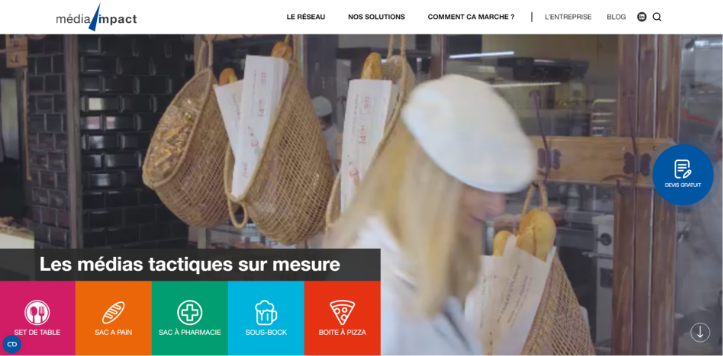 média impact
LE RÉSEAU
NOS SOLUTIONS
COMMENT CA MARCHE ?
L'ENTREPRISE
BLOG
DEVIS GRATUIT
Les médias tactiques sur mesure
SET DE TABLE
SAC A PAIN
SAC À PHARMACIE
SOUS-BOCK
BOITE À PIZZA